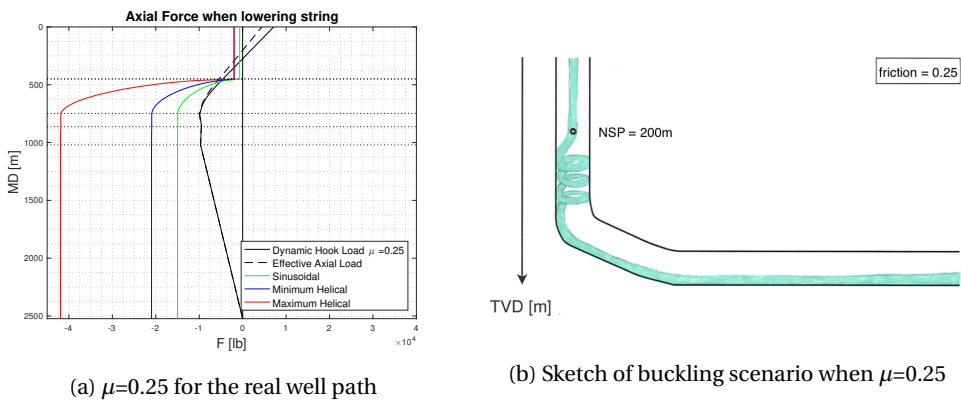 Axial Force when lowering string
0
500
1000
1500
2000
2500
MD [m]
-4
-3
-2
-1
0
1
2
3
4
×10⁴
F [lb]
Dynamic Hook Load μ =0.25
Effective Axial Load
Sinusoidal
Minimum Helical
Maximum Helical
(a) μ=0.25 for the real well path
friction = 0.25
NSP = 200m
TVD [m]
(b) Sketch of buckling scenario when μ=0.25